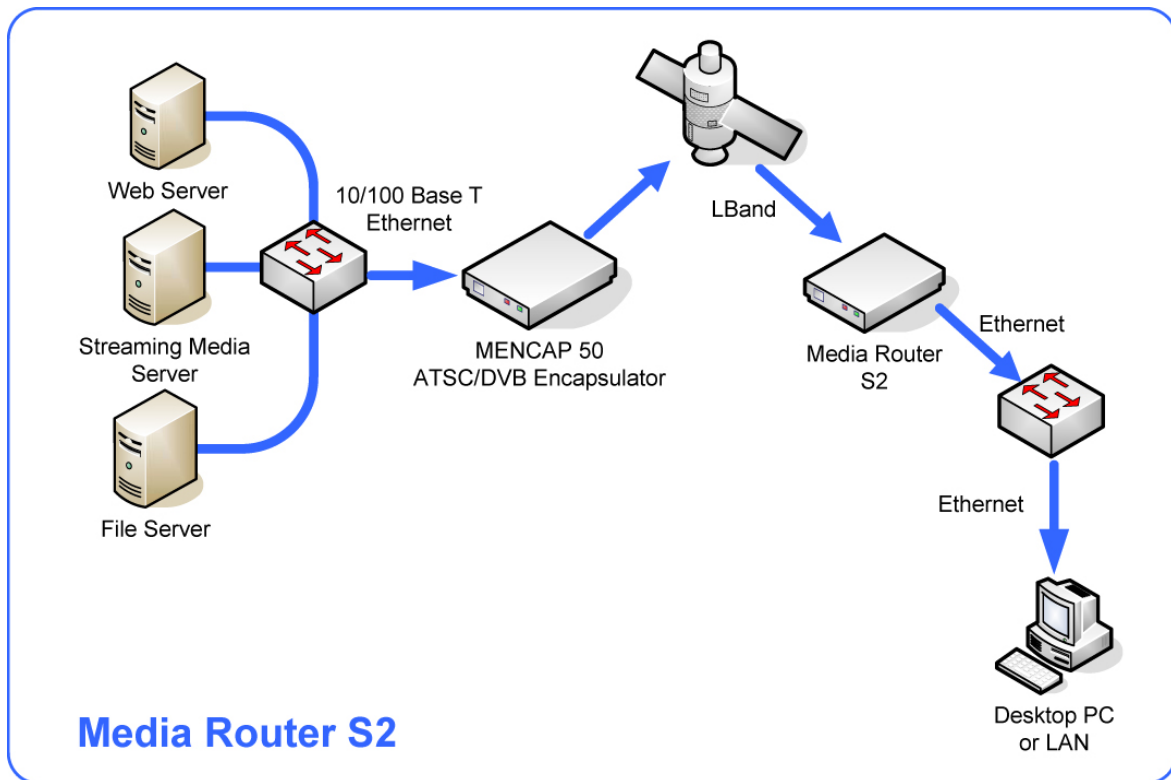 Web Server
10/100 Base T
Ethernet
LBand
Streaming Media
Server
MENCAP 50
ATSC/DVB Encapsulator
Media Router
S2
Ethernet
File Server
Ethernet
Desktop PC
or LAN
Media Router S2